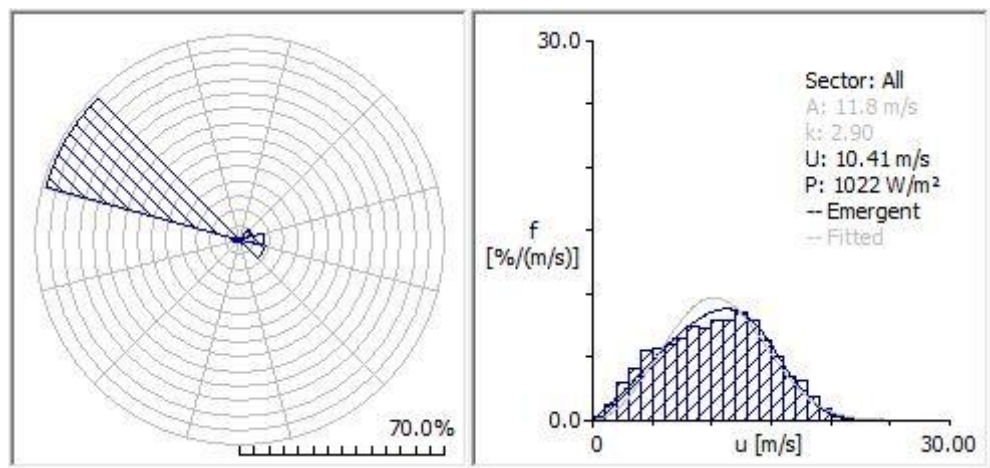 70.0%
30.0
f
[%/(m/s)]
0.0
0
u [m/s]
30.00
Sector: All
A: 11.8 m/s
k: 2.90
U: 10.41 m/s
P: 1022 W/m²
-- Emergent
-- Fitted